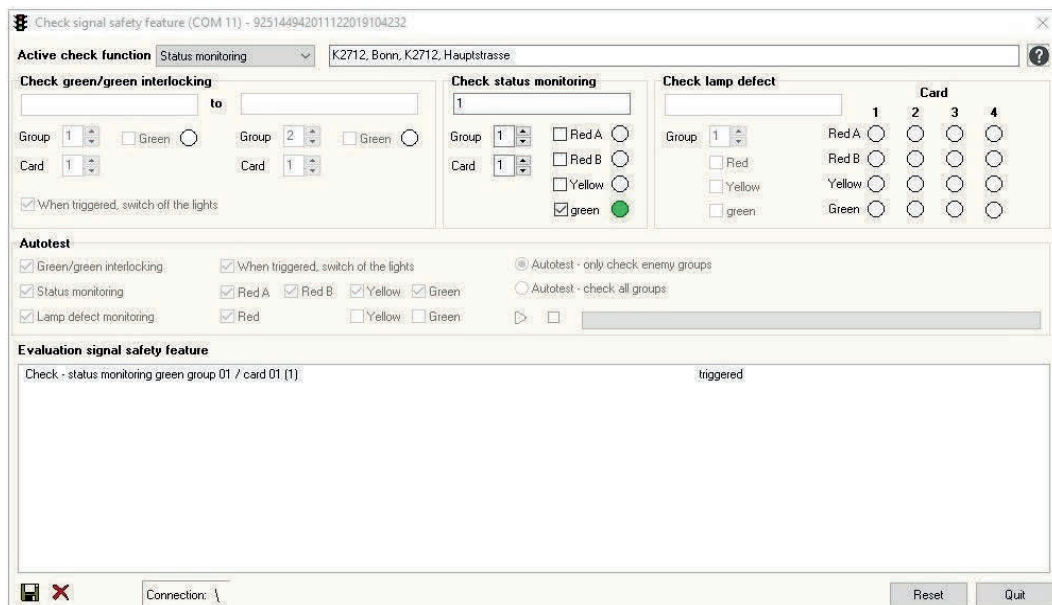 Check signal safety feature (COM 11) - 925144942011122019104232
Active check function Status monitoring K2712, Bonn, K2712, Hauptstrasse
Check green/green interlocking
to
Group 1 Green Group 2 Green
Card 1 Card 1
When triggered, switch off the lights
Check status monitoring
1
Group 1 Red A
Card 1 Red B
Yellow
green
Check lamp defect
Card
1 2 3 4
Group 1 Red A
Red Red B
Yellow Yellow
green Green
Autotest
Green/green interlocking When triggered, switch of the lights Autotest - only check enemy groups
Status monitoring Red A Red B Yellow Green Autotest - check all groups
Lamp defect monitoring Red Yellow Green
Evaluation signal safety feature
Check - status monitoring green group 01 / card 01 (1) triggered
Connection: \ Reset Quit